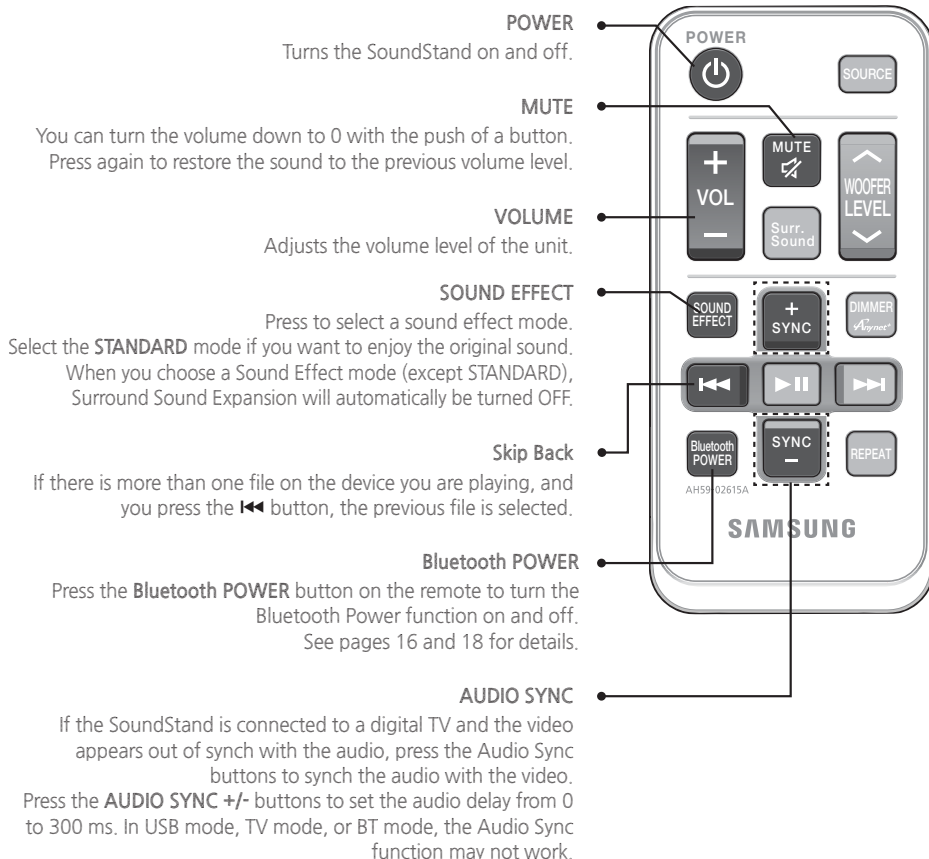 POWER
Turns the SoundStand on and off.
MUTE
You can turn the volume down to 0 with the push of a button.
Press again to restore the sound to the previous volume level.
VOLUME
Adjusts the volume level of the unit.
SOUND EFFECT
Press to select a sound effect mode.
Select the STANDARD mode if you want to enjoy the original sound.
When you choose a Sound Effect mode (except STANDARD),
Surround Sound Expansion will automatically be turned OFF.
Skip Back
If there is more than one file on the device you are playing, and
you press the ⏮ button, the previous file is selected.
Bluetooth POWER
Press the Bluetooth POWER button on the remote to turn the
Bluetooth Power function on and off.
See pages 16 and 18 for details.
AUDIO SYNC
If the SoundStand is connected to a digital TV and the video
appears out of synch with the audio, press the Audio Sync
buttons to synch the audio with the video.
Press the AUDIO SYNC +/- buttons to set the audio delay from 0
to 300 ms. In USB mode, TV mode, or BT mode, the Audio Sync
function may not work.
POWER
SOURCE
+
VOL
−
MUTE
Surr.
Sound
WOOFER
LEVEL
SOUND
EFFECT
+
SYNC
DIMMER
Anynet+
Bluetooth
POWER
SYNC
−
REPEAT
AH59-02615A
SAMSUNG